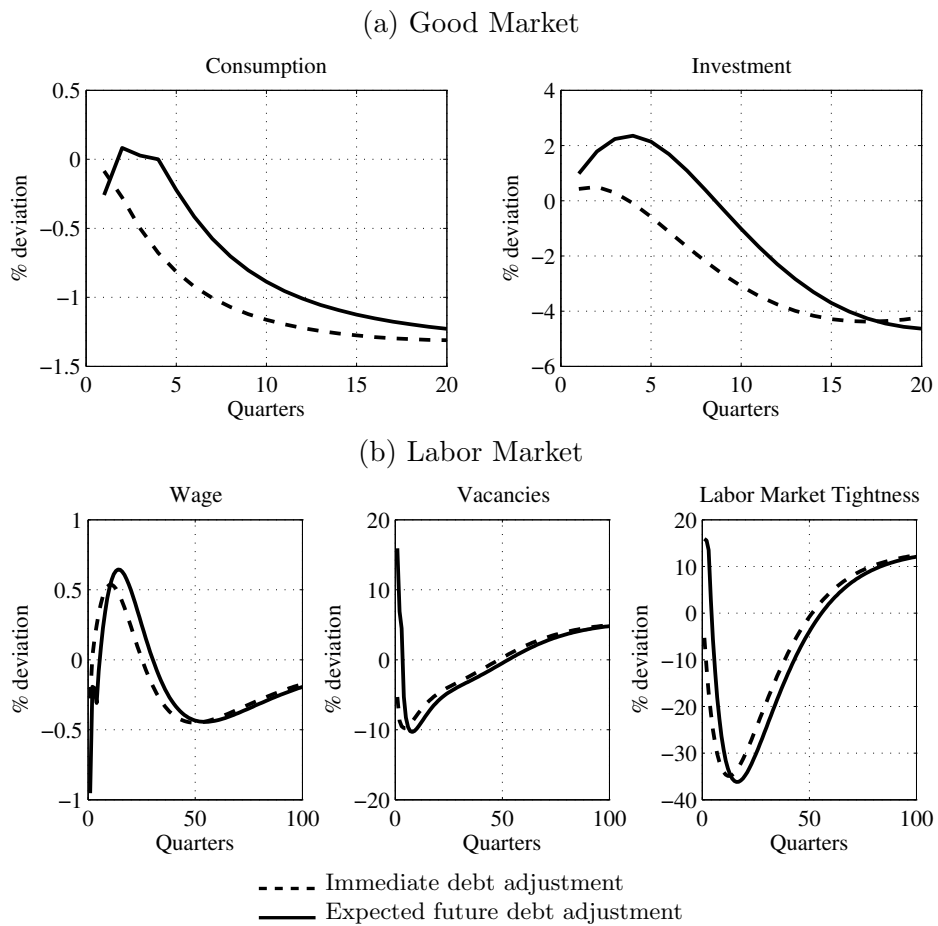 (a) Good Market
Consumption
0.5
0
−0.5
−1
−1.5
% deviation
0 5 10 15 20
Quarters
Investment
4
2
0
−2
−4
−6
% deviation
0 5 10 15 20
Quarters
(b) Labor Market
Wage
1
0.5
0
−0.5
−1
% deviation
0 50 100
Quarters
Vacancies
20
10
0
−10
−20
% deviation
0 50 100
Quarters
Labor Market Tightness
20
10
0
−10
−20
−30
−40
% deviation
0 50 100
Quarters
Immediate debt adjustment
Expected future debt adjustment